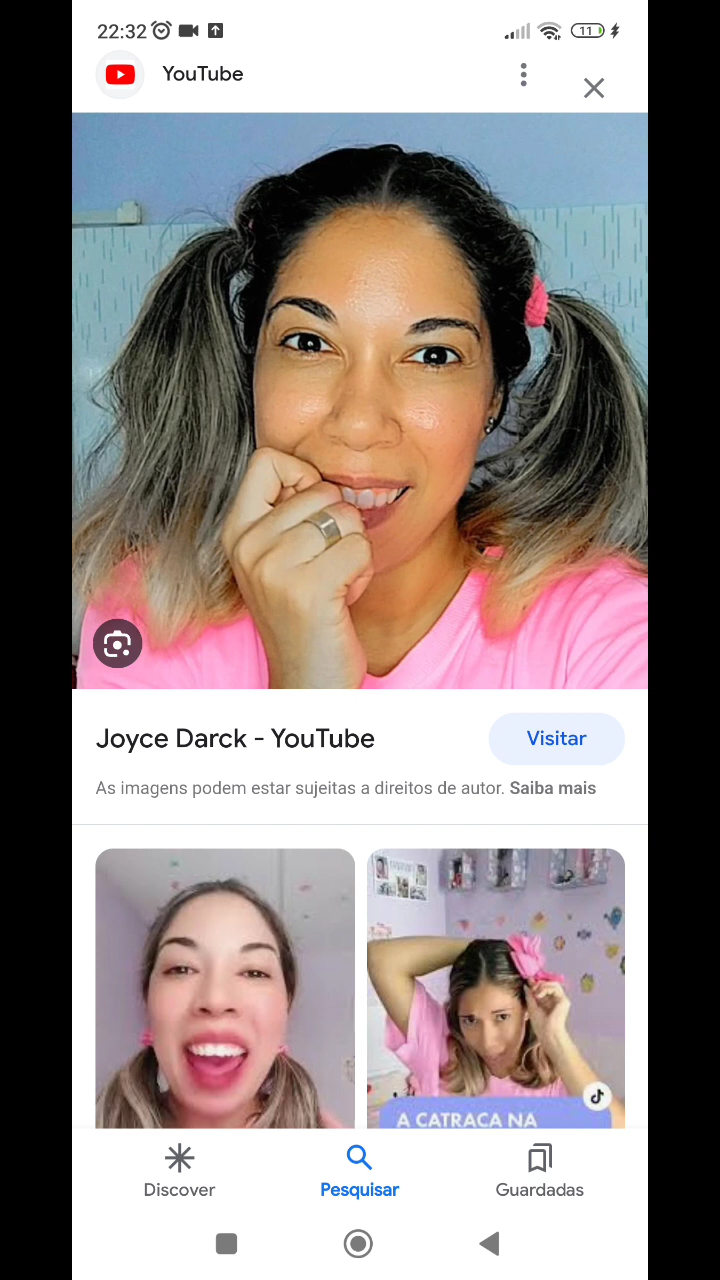 22:32
11
YouTube
Joyce Darck - YouTube
Visitar
As imagens podem estar sujeitas a direitos de autor. Saiba mais
A CATRACA NA
Discover
Pesquisar
Guardadas